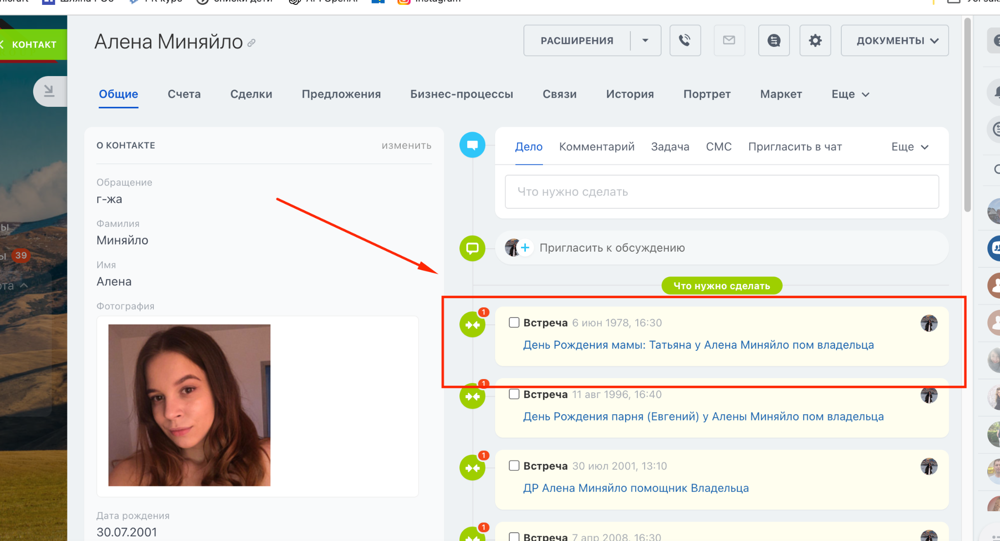 КОНТАКТ
Алена Миняйло
РАСШИРЕНИЯ
ДОКУМЕНТЫ
Общие Счета Сделки Предложения Бизнес-процессы Связи История Портрет Маркет Еще
О КОНТАКТЕ изменить
Обращение
г-жа
Фамилия
Миняйло
39
Имя
Алена
Фотография
Дата рождения
30.07.2001
Дело Комментарий Задача СМС Пригласить в чат Еще
Что нужно сделать
Пригласить к обсуждению
Что нужно сделать
1
Встреча 6 июн 1978, 16:30
День Рождения мамы: Татьяна у Алена Миняйло пом владельца
1
Встреча 11 авг 1996, 16:40
День Рождения парня (Евгений) у Алены Миняйло пом владельца
1
Встреча 30 июл 2001, 13:10
ДР Алена Миняйло помощник Владельца
1
Встреча 7 апр 2008, 16:30